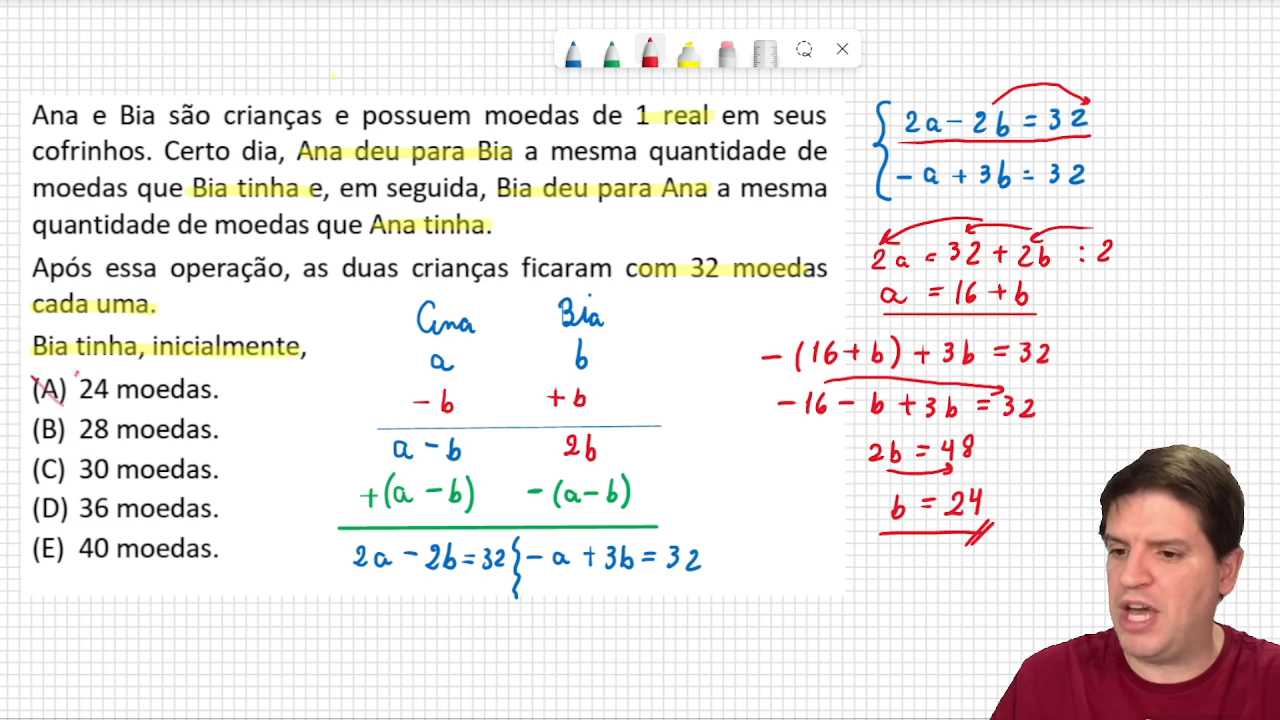 Ana e Bia são crianças e possuem moedas de 1 real em seus
cofrinhos. Certo dia, Ana deu para Bia a mesma quantidade de
moedas que Bia tinha e, em seguida, Bia deu para Ana a mesma
quantidade de moedas que Ana tinha.
Após essa operação, as duas crianças ficaram com 32 moedas
cada uma.
Bia tinha, inicialmente,
(A) 24 moedas.
(B) 28 moedas.
(C) 30 moedas.
(D) 36 moedas.
(E) 40 moedas.
Ana Bia
a b
- b + b
a - b 2b
+(a - b) - (a - b)
2a - 2b = 32 { - a + 3b = 32
{ 2a - 2b = 32
- a + 3b = 32
2a = 32 + 2b : 2
a = 16 + b
- (16 + b) + 3b = 32
- 16 - b + 3b = 32
2b = 48
b = 24